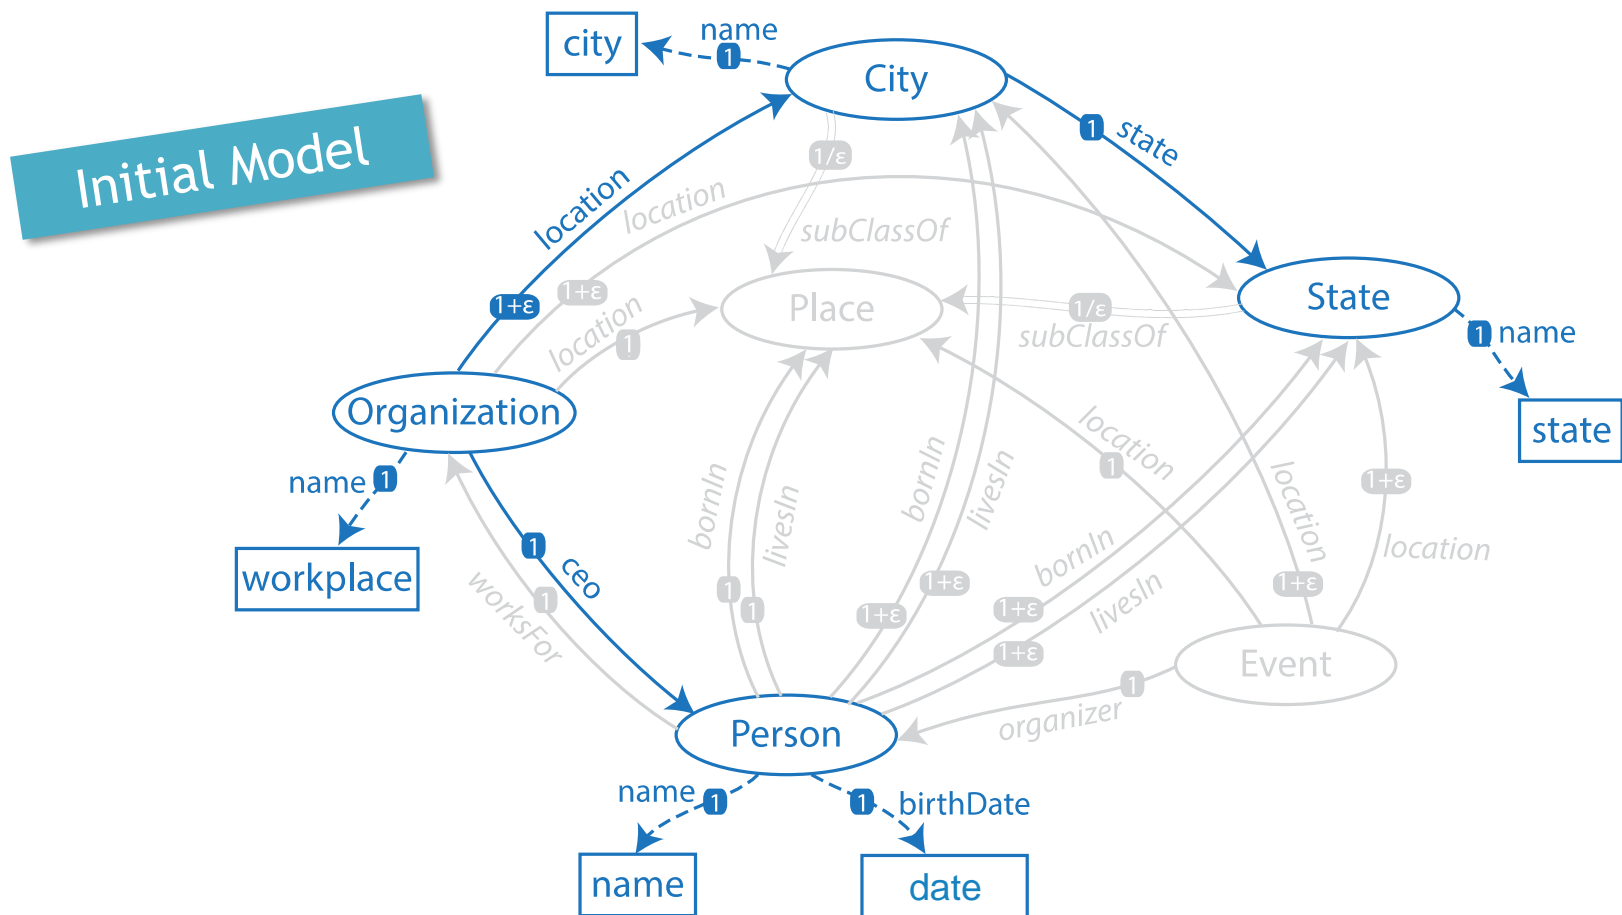 name
city
1
City
Initial Model
1 state
location
1/ε
location
subClassOf
1+ε
1+ε
location
Place
1/ε
State
subClassOf
1 name
1
Organization
location
state
name 1
bornIn
livesIn
bornIn
livesIn
1
location
1+ε
workplace
1 ceo
bornIn
location
worksFor
1
1
1
1+ε
1+ε
1+ε
1+ε
livesIn
1+ε
Event
organizer
1
Person
name 1
1 birthDate
name
date